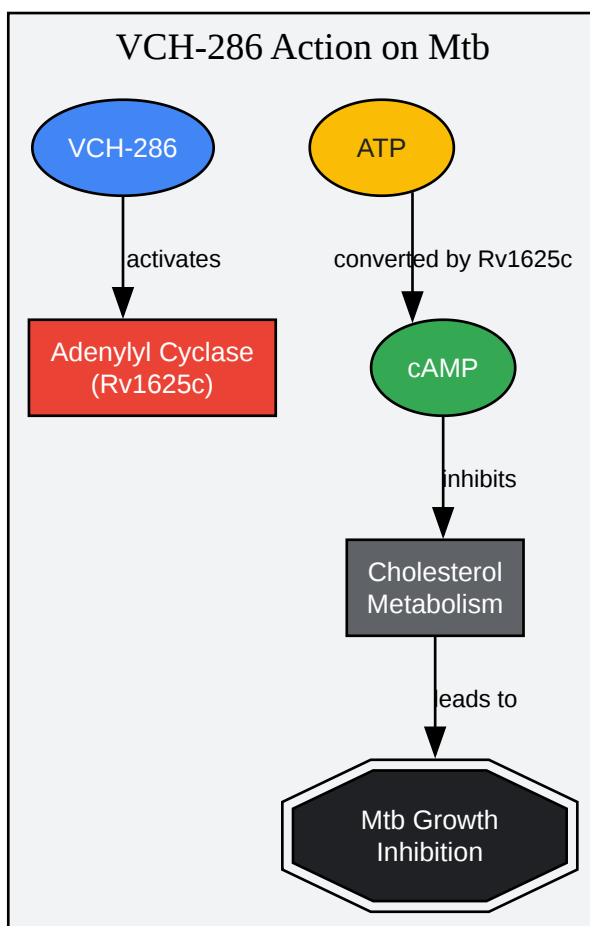 VCH-286 Action on Mtb
VCH-286
ATP
activates
converted by Rv1625c
Adenylyl Cyclase
(Rv1625c)
cAMP
inhibits
Cholesterol
Metabolism
leads to
Mtb Growth
Inhibition